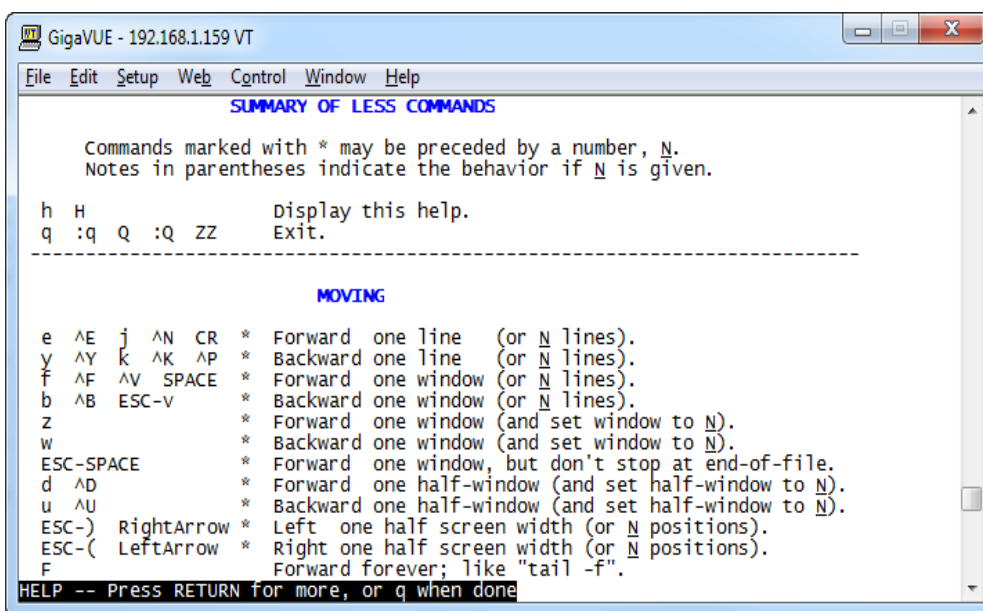 GigaVUE - 192.168.1.159 VT
File Edit Setup Web Control Window Help
SUMMARY OF LESS COMMANDS
Commands marked with * may be preceded by a number, N.
Notes in parentheses indicate the behavior if N is given.
h H Display this help.
q :q Q :Q ZZ Exit.
---------------------------------------------------------------------------
MOVING
e ^E j ^N CR * Forward one line (or N lines).
y ^Y k ^K ^P * Backward one line (or N lines).
f ^F ^V SPACE * Forward one window (or N lines).
b ^B ESC-v * Backward one window (or N lines).
z * Forward one window (and set window to N).
w * Backward one window (and set window to N).
ESC-SPACE * Forward one window, but don't stop at end-of-file.
d ^D * Forward one half-window (and set half-window to N).
u ^U * Backward one half-window (and set half-window to N).
ESC-) RightArrow * Left one half screen width (or N positions).
ESC-( LeftArrow * Right one half screen width (or N positions).
F Forward forever; like "tail -f".
HELP -- Press RETURN for more, or q when done